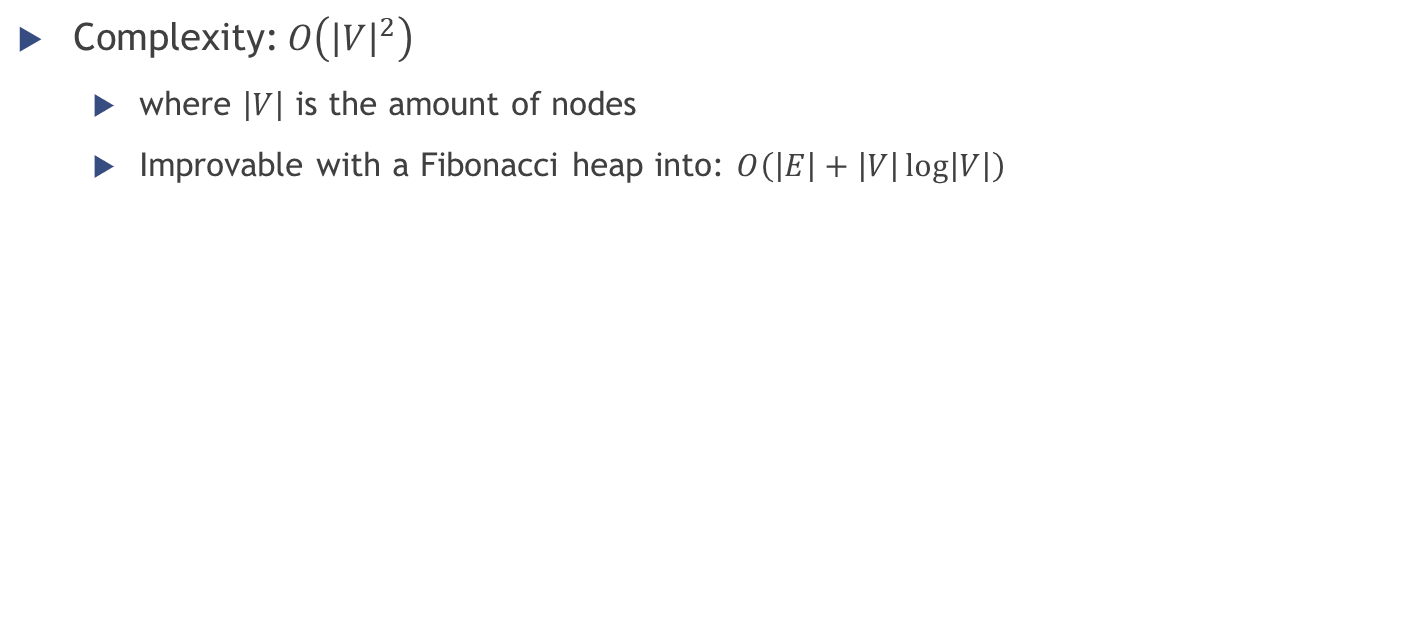 ▶ Complexity: O(|V|²)
▶ where |V| is the amount of nodes
▶ Improvable with a Fibonacci heap into: O(|E| + |V| log|V|)